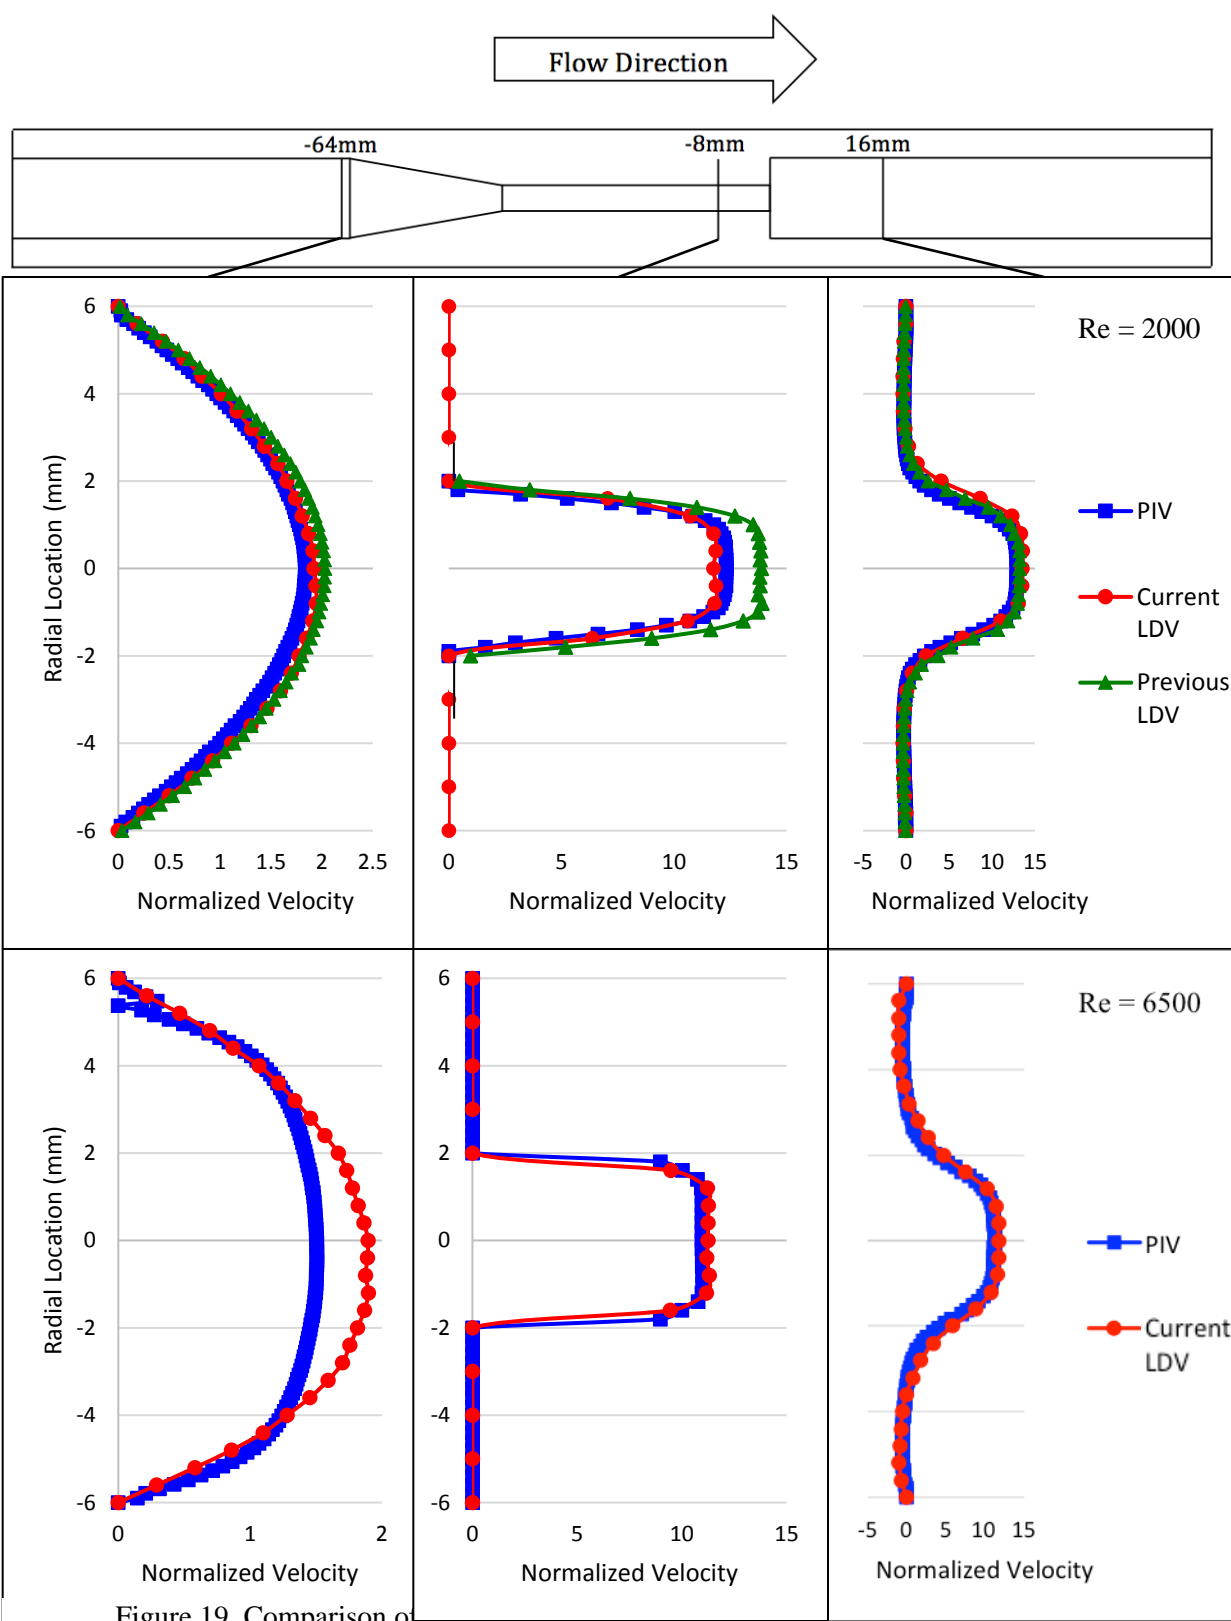 Flow Direction
-64mm -8mm 16mm
Re = 2000
Radial Location (mm)
6
4
2
0
-2
-4
-6
0 0.5 1 1.5 2 2.5
Normalized Velocity
0 5 10 15
Normalized Velocity
-5 0 5 10 15
Normalized Velocity
PIV
Current
LDV
Previous
LDV
Re = 6500
Radial Location (mm)
6
4
2
0
-2
-4
-6
0 1 2
Normalized Velocity
6
4
2
0
-2
-4
-6
0 5 10 15
Normalized Velocity
-5 0 5 10 15
Normalized Velocity
PIV
Current
LDV
Figure 19. Comparison of